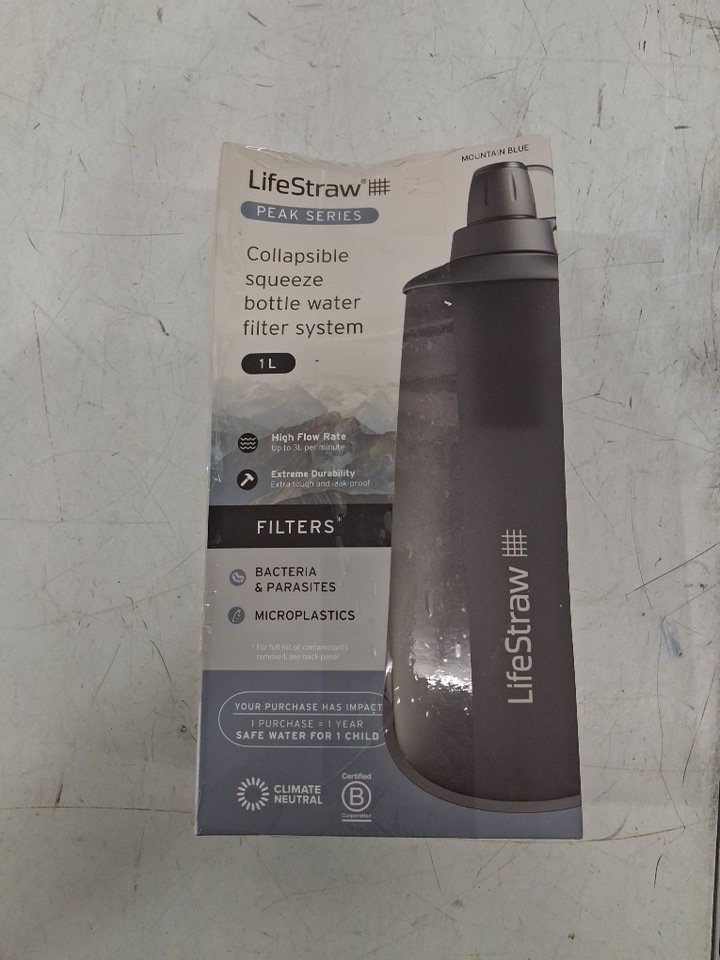 MOUNTAIN BLUE
LifeStraw®
PEAK SERIES
Collapsible
squeeze
bottle water
filter system
1 L
High Flow Rate
Up to 3L per minute
Extreme Durability
Extra tough and leak-proof
FILTERS*
BACTERIA
& PARASITES
MICROPLASTICS
* For full list of contaminants
removed, see back panel
YOUR PURCHASE HAS IMPACT
1 PURCHASE = 1 YEAR
SAFE WATER FOR 1 CHILD
CLIMATE
NEUTRAL
Certified
B
Corporation
LifeStraw